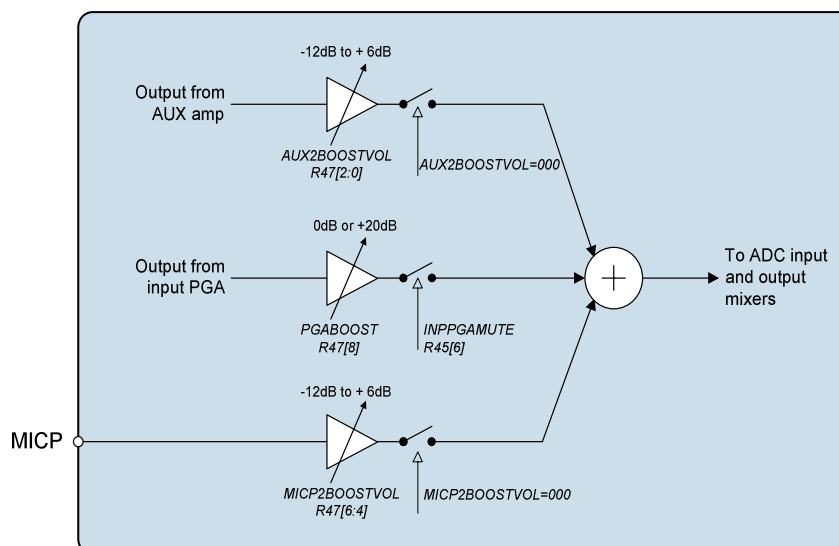 -12dB to + 6dB
Output from
AUX amp
AUX2BOOSTVOL
R47[2:0]
AUX2BOOSTVOL=000
0dB or +20dB
Output from
input PGA
PGABOOST
R47[8]
INPPGAMUTE
R45[6]
+
To ADC input
and output
mixers
-12dB to + 6dB
MICP
MICP2BOOSTVOL
R47[6:4]
MICP2BOOSTVOL=000